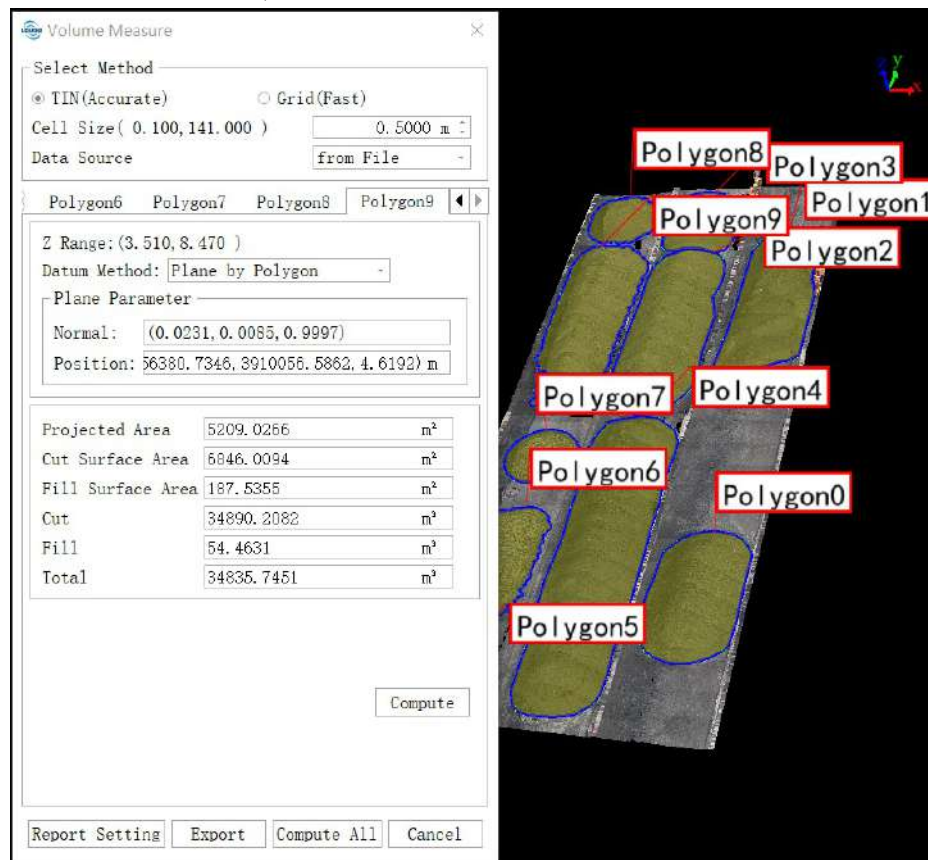 Volume Measure
Select Method
TIN(Accurate) Grid(Fast)
Cell Size( 0.100,141.000 ) 0.5000 m
Data Source from File
Polygon6 Polygon7 Polygon8 Polygon9
Z Range:(3.510,8.470 )
Datum Method: Plane by Polygon
Plane Parameter
Normal: (0.0231,0.0085,0.9997)
Position: 56380.7346,3910056.5862,4.6192) m
Projected Area 5209.0266 m²
Cut Surface Area 6846.0094 m²
Fill Surface Area 187.5355 m²
Cut 34890.2082 m³
Fill 54.4631 m³
Total 34835.7451 m³
Compute
Report Setting Export Compute All Cancel
z y x
Polygon8
Polygon3
Polygon1
Polygon9
Polygon2
Polygon7
Polygon4
Polygon6
Polygon0
Polygon5